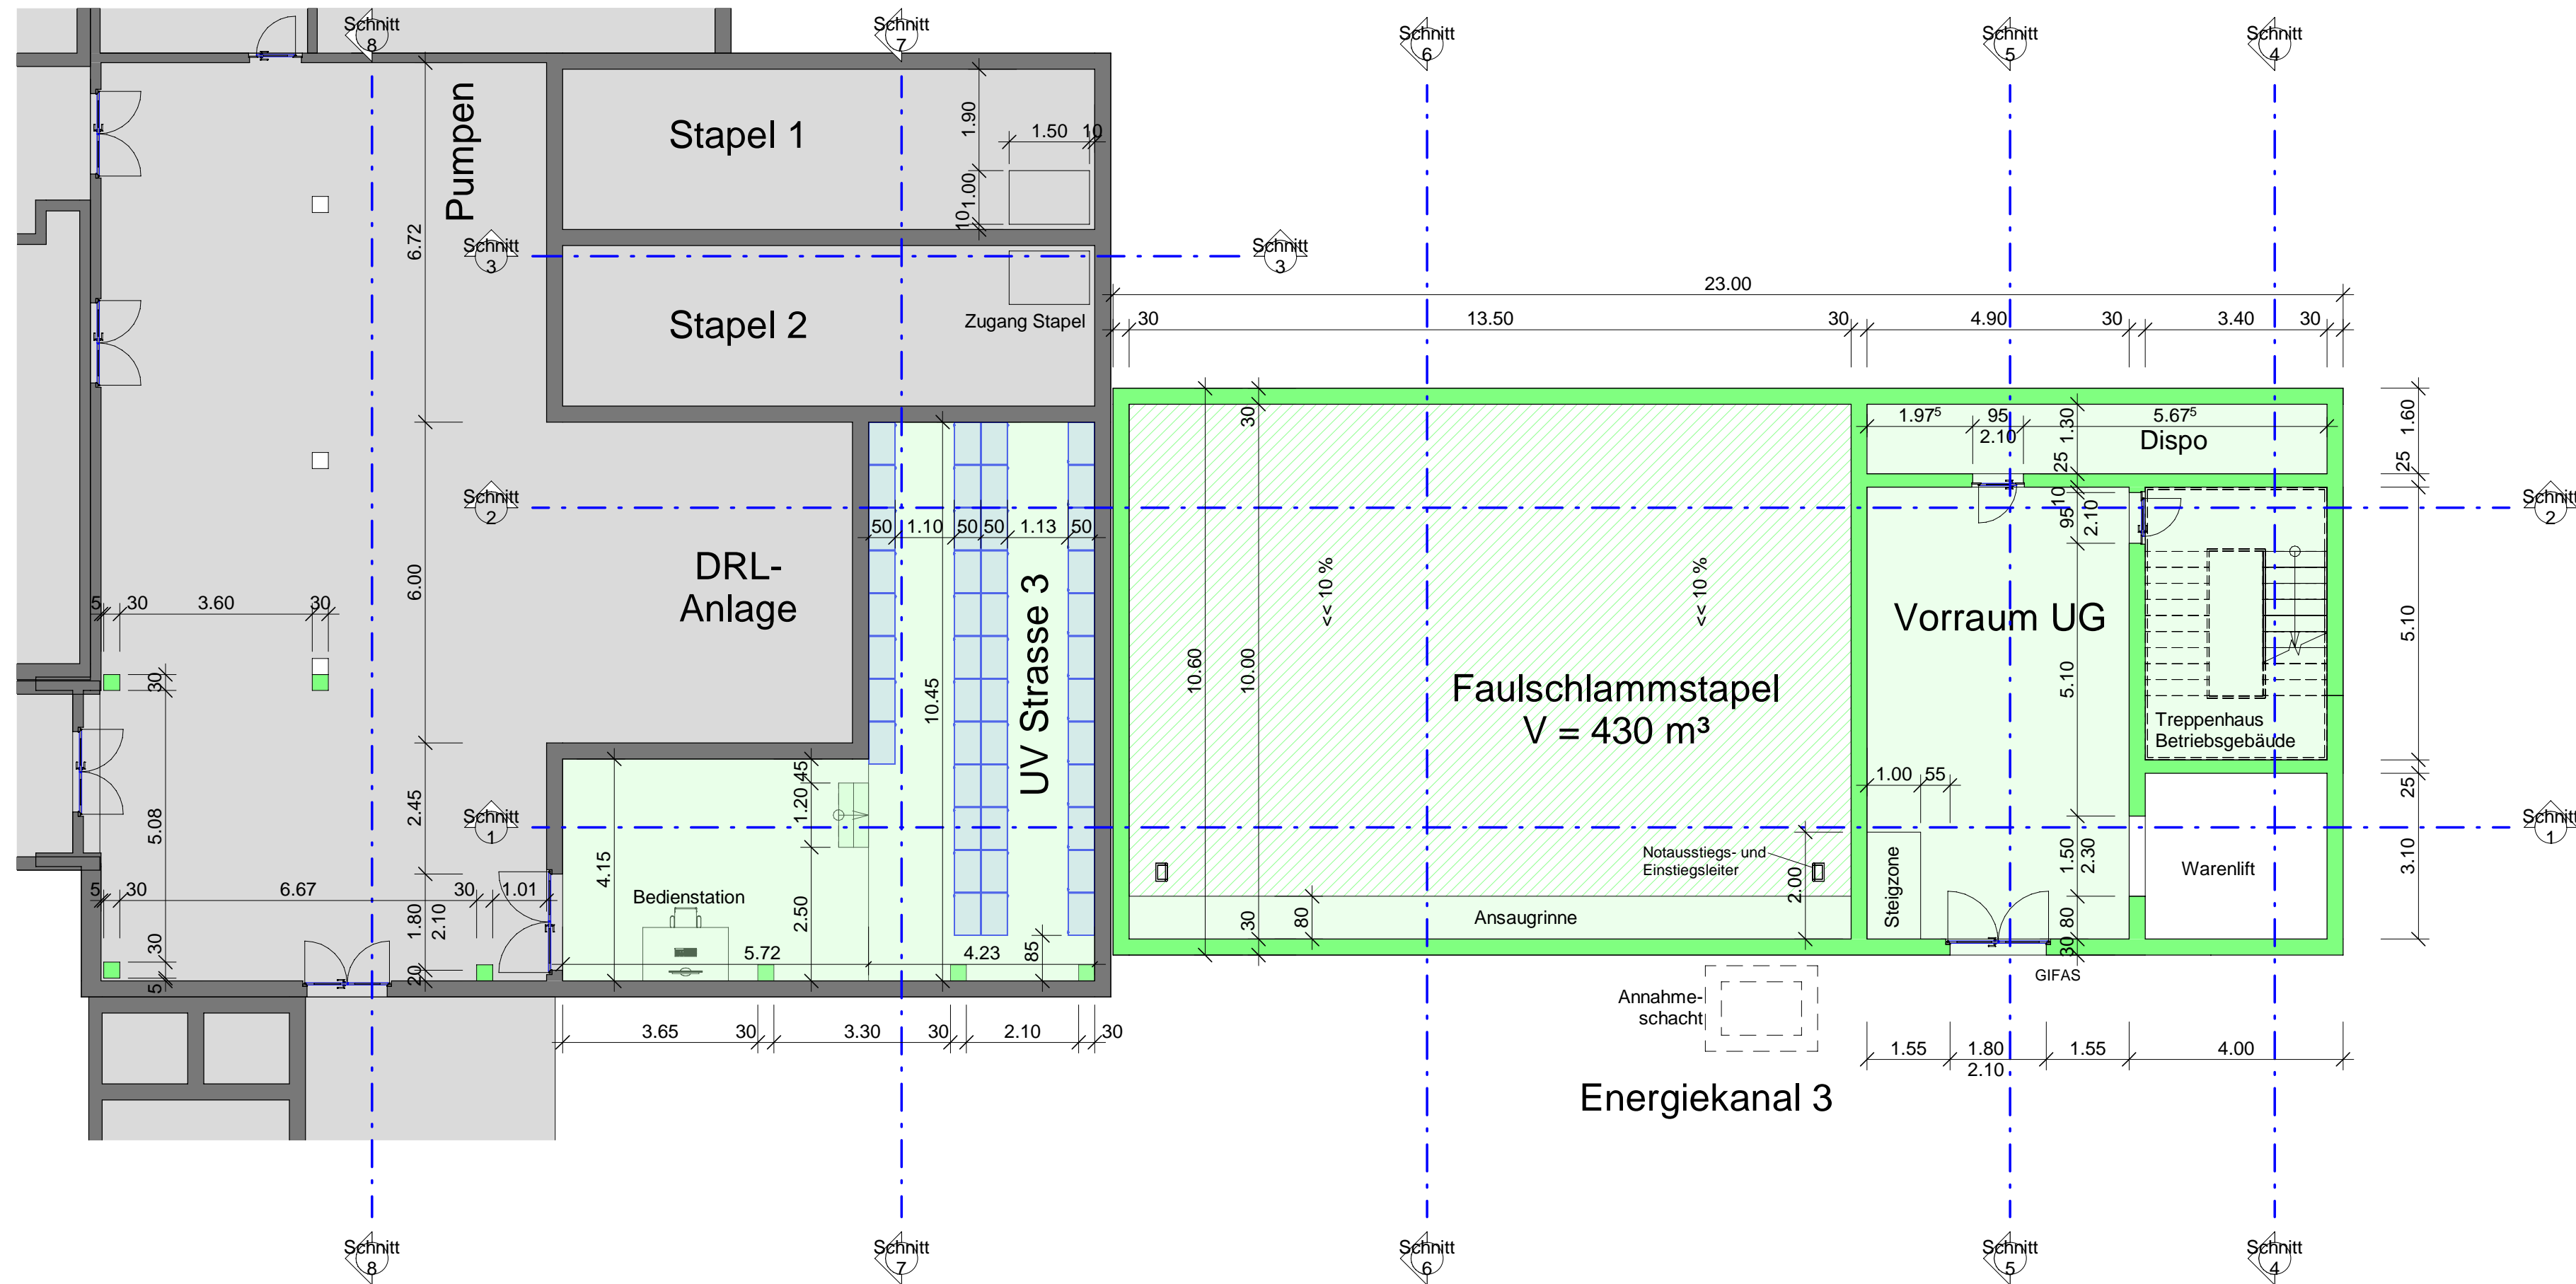 Schnitt
8
Schnitt
7
Schnitt
6
Schnitt
5
Schnitt
4
Pumpen
Stapel 1
1.90
1.50
10
1.00
10
6.72
Schnitt
3
Schnitt
3
Stapel 2
Zugang Stapel
23.00
30
13.50
30
4.90
30
3.40
30
30
1.97⁵
95
2.10
1.30
5.67⁵
Dispo
25
1.60
25
Schnitt
2
Schnitt
2
10
95
2.10
50
1.10
50
50
1.13
50
DRL-
Anlage
6.00
UV Strasse 3
10.45
<< 10 %
<< 10 %
10.60
10.00
Vorraum UG
5.10
5.10
5
30
3.60
30
30
Faulschlammstapel
V = 430 m³
Treppenhaus
Betriebsgebäude
5.08
2.45
45
1.20
1.00
55
25
Schnitt
1
Schnitt
1
4.15
2.50
Notausstiegs- und
Einstiegsleiter
2.00
Steigzone
1.50
2.30
Warenlift
3.10
5
30
6.67
30
1.01
Bedienstation
1.80
2.10
20
5.72
4.23
85
30
5
30
80
Ansaugrinne
80
30
GIFAS
Annahme-
schacht
3.65
30
3.30
30
2.10
30
1.55
1.80
2.10
1.55
4.00
Energiekanal 3
Schnitt
8
Schnitt
7
Schnitt
6
Schnitt
5
Schnitt
4